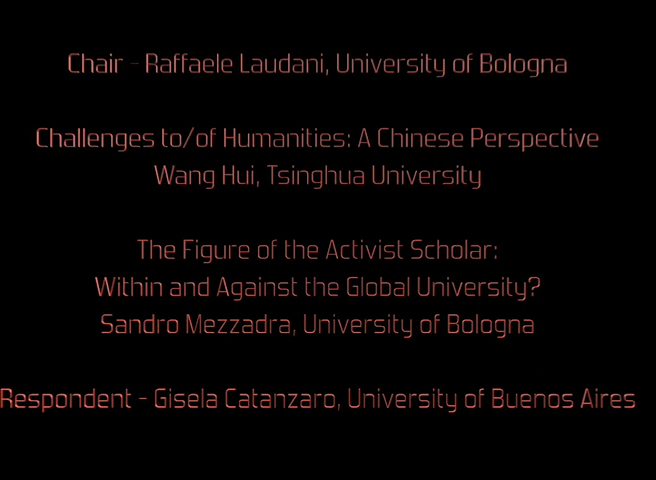 Chair - Raffaele Laudani, University of Bologna
Challenges to/of Humanities: A Chinese Perspective
Wang Hui, Tsinghua University
The Figure of the Activist Scholar:
Within and Against the Global University?
Sandro Mezzadra, University of Bologna
Respondent - Gisela Catanzaro, University of Buenos Aires